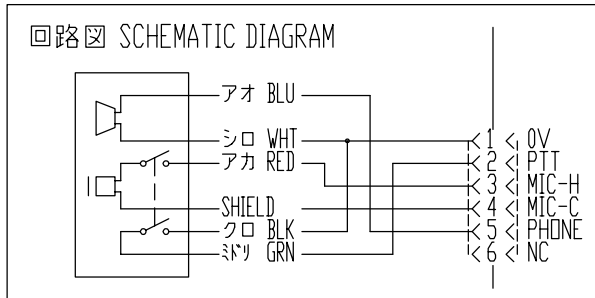 回路図 SCHEMATIC DIAGRAM
アオ BLU
シロ WHT
アカ RED
SHIELD
クロ BLK
ミドリ GRN
1 0V
2 PTT
3 MIC-H
4 MIC-C
5 PHONE
6 NC